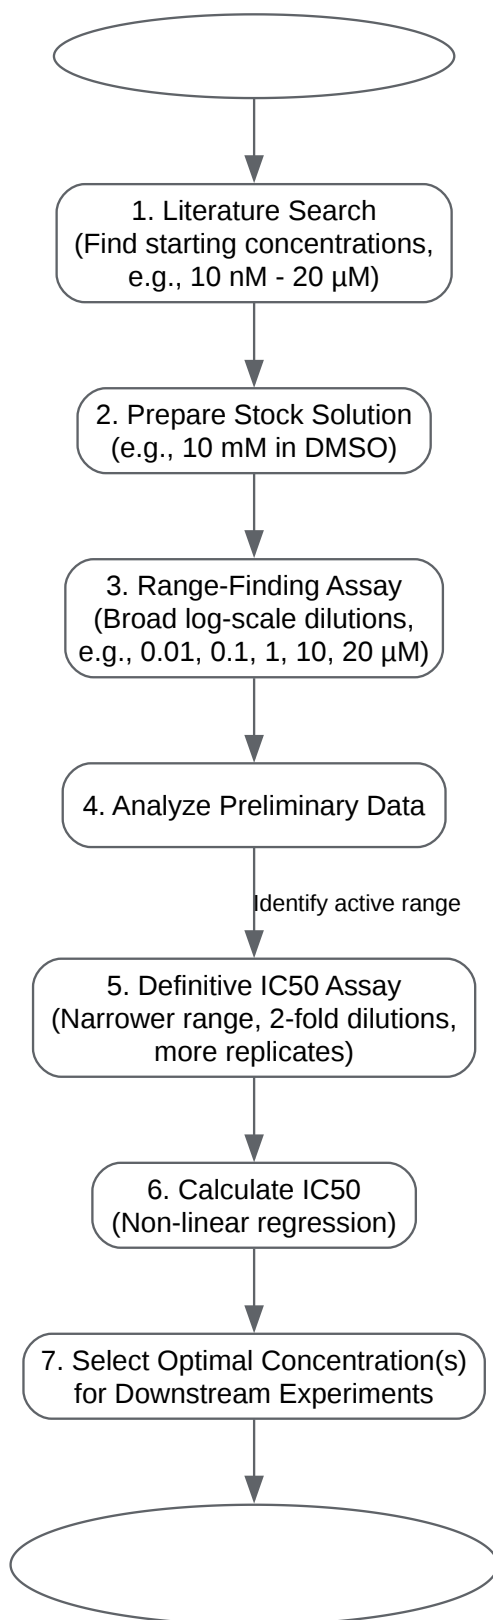 1. Literature Search
(Find starting concentrations,
e.g., 10 nM - 20 µM)
2. Prepare Stock Solution
(e.g., 10 mM in DMSO)
3. Range-Finding Assay
(Broad log-scale dilutions,
e.g., 0.01, 0.1, 1, 10, 20 µM)
4. Analyze Preliminary Data
Identify active range
5. Definitive IC50 Assay
(Narrower range, 2-fold dilutions,
more replicates)
6. Calculate IC50
(Non-linear regression)
7. Select Optimal Concentration(s)
for Downstream Experiments